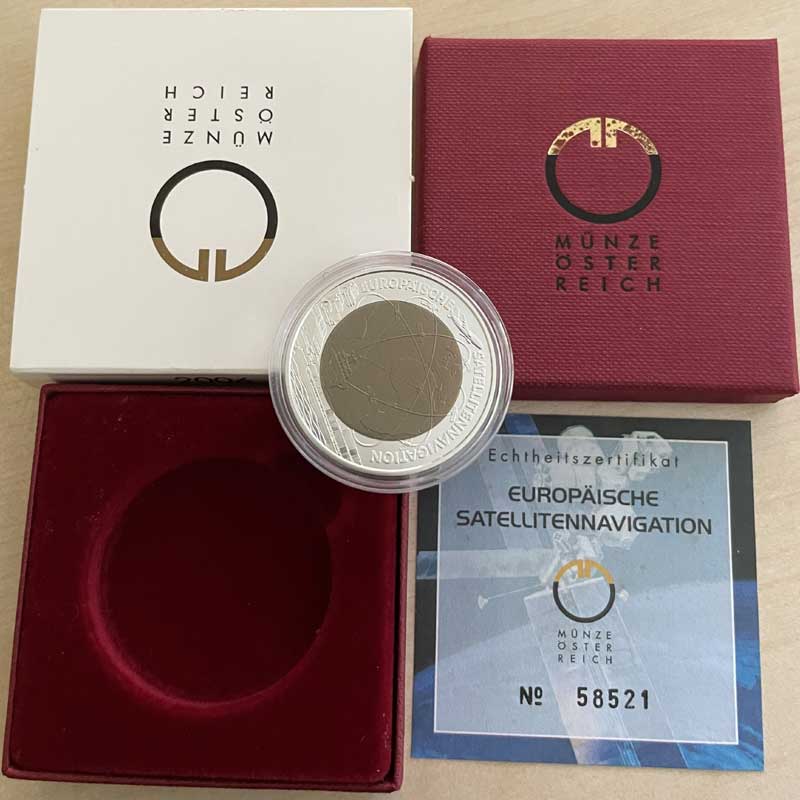 MÜNZE
ÖSTER
REICH
MÜNZE
ÖSTER
REICH
EUROPÄISCHE
SATELLITENNAVIGATION
Echtheitszertifikat
EUROPÄISCHE
SATELLITENNAVIGATION
MÜNZE
ÖSTER
REICH
Nº 58521